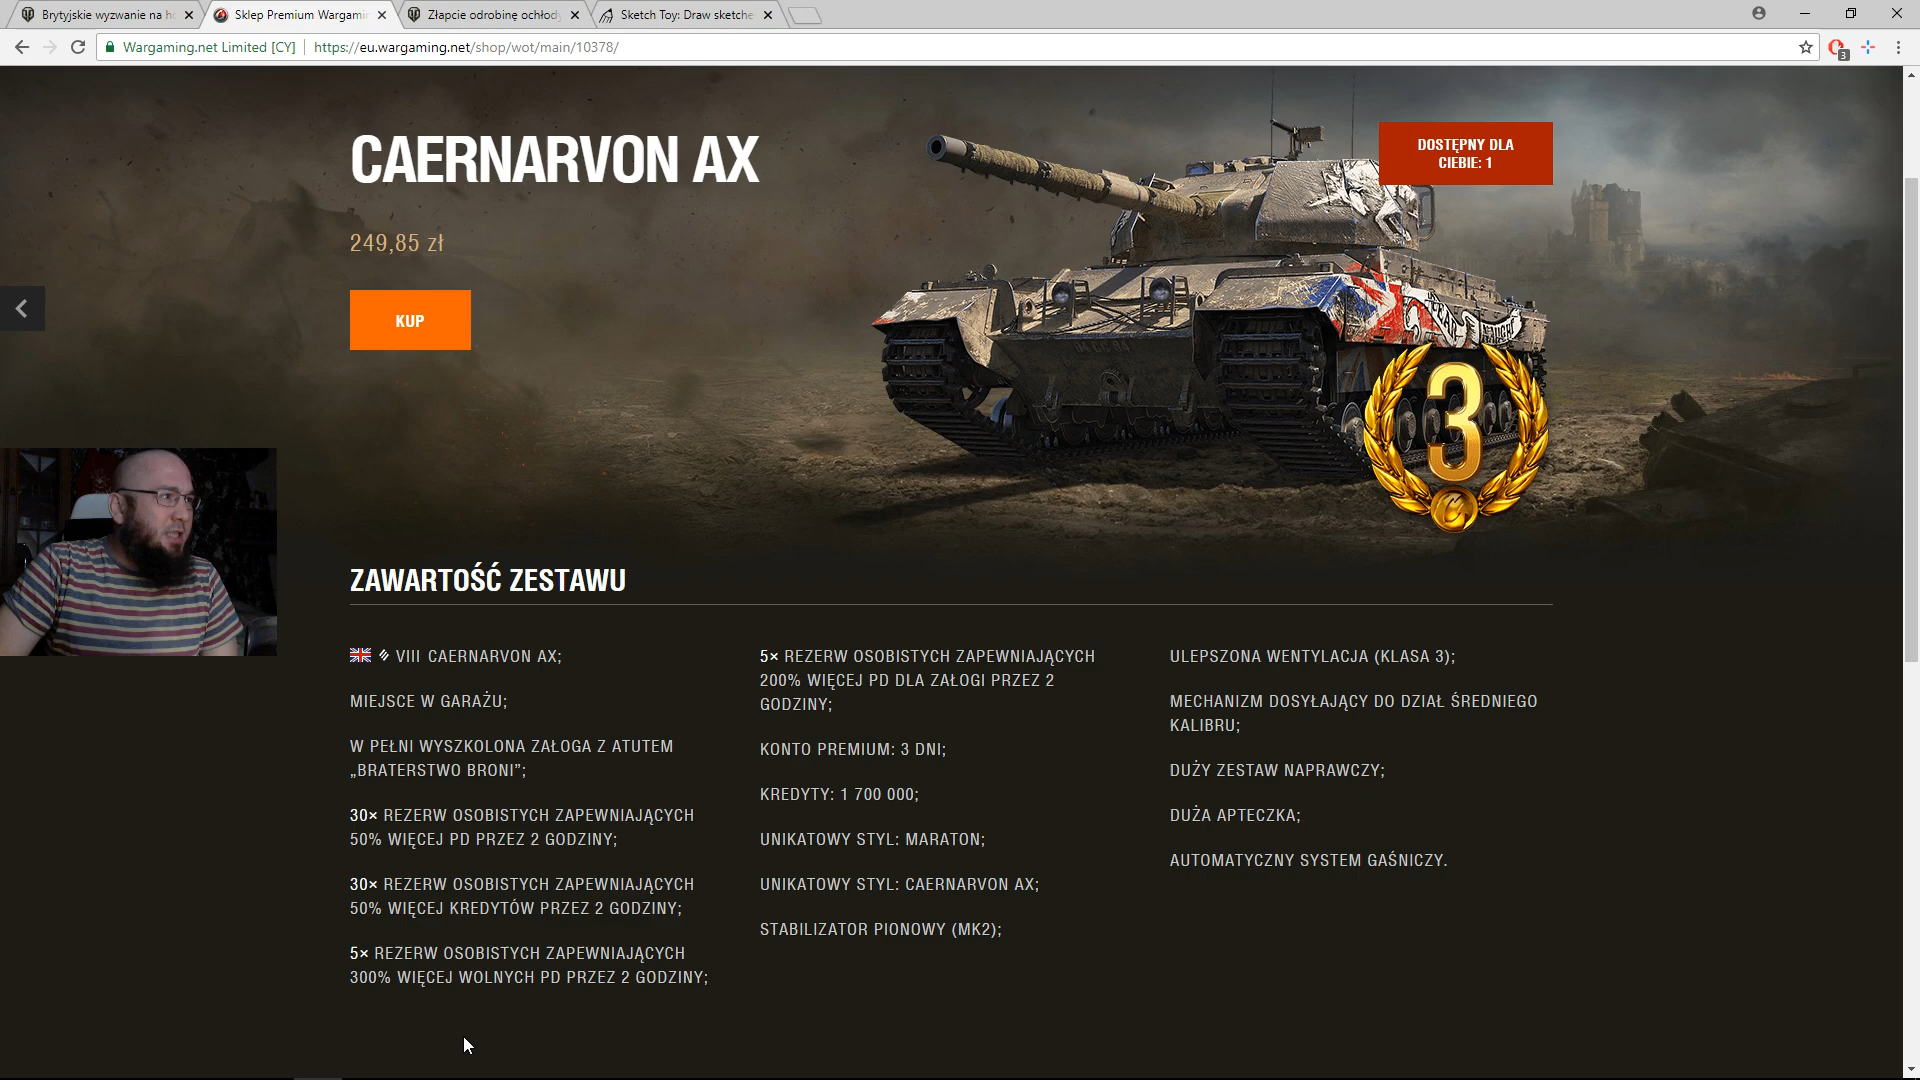 Brytyjskie wyzwanie na ho
Sklep Premium Wargamin
Złapcie odrobinę ochłody
Sketch Toy: Draw sketche
Wargaming.net Limited [CY]
https://eu.wargaming.net/shop/wot/main/10378/
3
CAERNARVON AX
DOSTĘPNY DLA
CIEBIE: 1
249,85 zł
KUP
FEAR
NAUGHT
3
ZAWARTOŚĆ ZESTAWU
VIII CAERNARVON AX;
MIEJSCE W GARAŻU;
W PEŁNI WYSZKOLONA ZAŁOGA Z ATUTEM
„BRATERSTWO BRONI”;
30× REZERW OSOBISTYCH ZAPEWNIAJĄCYCH
50% WIĘCEJ PD PRZEZ 2 GODZINY;
30× REZERW OSOBISTYCH ZAPEWNIAJĄCYCH
50% WIĘCEJ KREDYTÓW PRZEZ 2 GODZINY;
5× REZERW OSOBISTYCH ZAPEWNIAJĄCYCH
300% WIĘCEJ WOLNYCH PD PRZEZ 2 GODZINY;
5× REZERW OSOBISTYCH ZAPEWNIAJĄCYCH
200% WIĘCEJ PD DLA ZAŁOGI PRZEZ 2
GODZINY;
KONTO PREMIUM: 3 DNI;
KREDYTY: 1 700 000;
UNIKATOWY STYL: MARATON;
UNIKATOWY STYL: CAERNARVON AX;
STABILIZATOR PIONOWY (MK2);
ULEPSZONA WENTYLACJA (KLASA 3);
MECHANIZM DOSYŁAJĄCY DO DZIAŁ ŚREDNIEGO
KALIBRU;
DUŻY ZESTAW NAPRAWCZY;
DUŻA APTECZKA;
AUTOMATYCZNY SYSTEM GAŚNICZY.